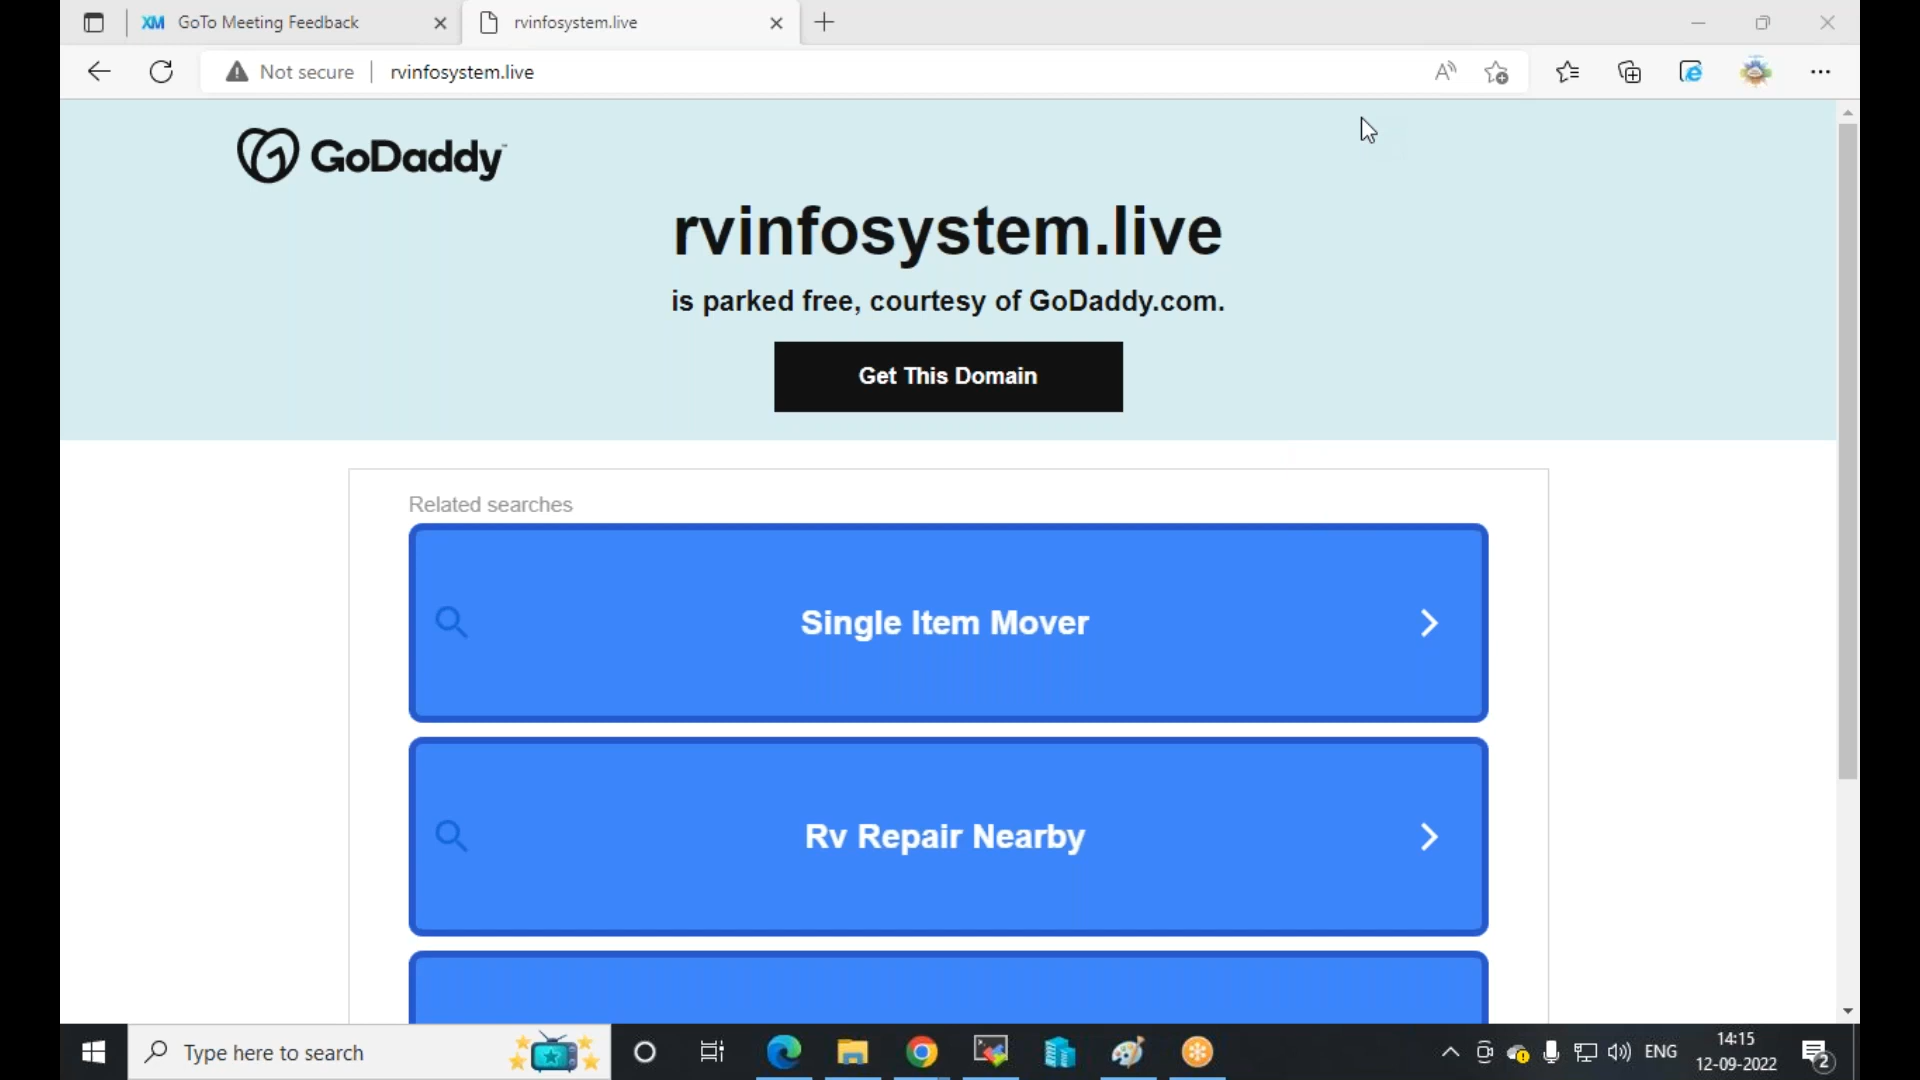 GoTo Meeting Feedback
rvinfosystem.live
Not secure
rvinfosystem.live
GoDaddy
rvinfosystem.live
is parked free, courtesy of GoDaddy.com.
Get This Domain
Related searches
Single Item Mover
Rv Repair Nearby
Type here to search
ENG
14:15
12-09-2022
2